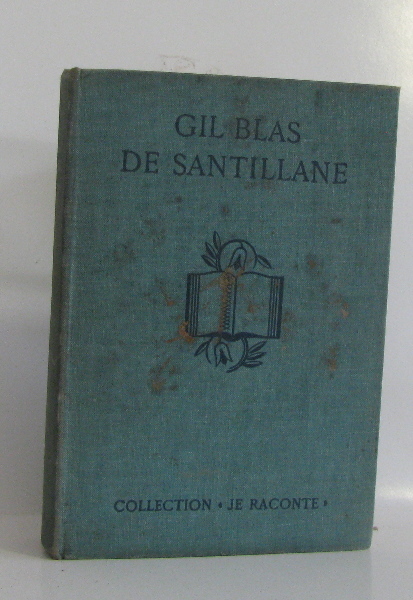 GIL BLAS
DE SANTILLANE
COLLECTION « JE RACONTE »